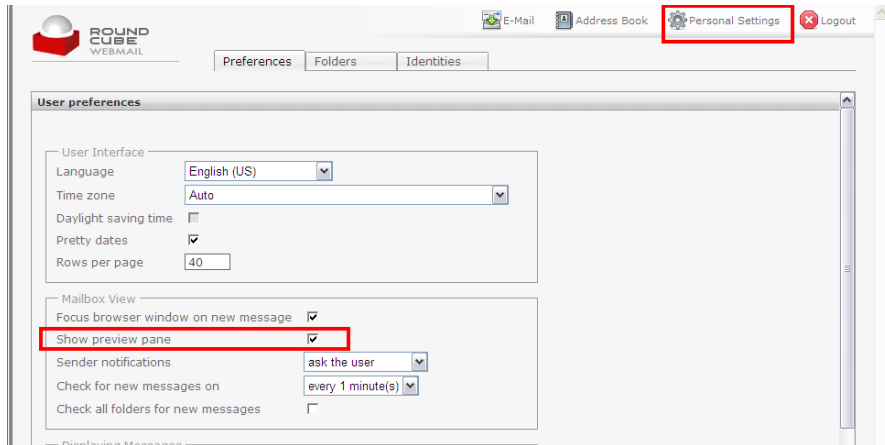 E-Mail Address Book Personal Settings Logout
ROUND
CUBE
WEBMAIL
Preferences Folders Identities
User preferences
User Interface
Language English (US)
Time zone Auto
Daylight saving time
Pretty dates
Rows per page 40
Mailbox View
Focus browser window on new message
Show preview pane
Sender notifications ask the user
Check for new messages on every 1 minute(s)
Check all folders for new messages
Displaying Messages